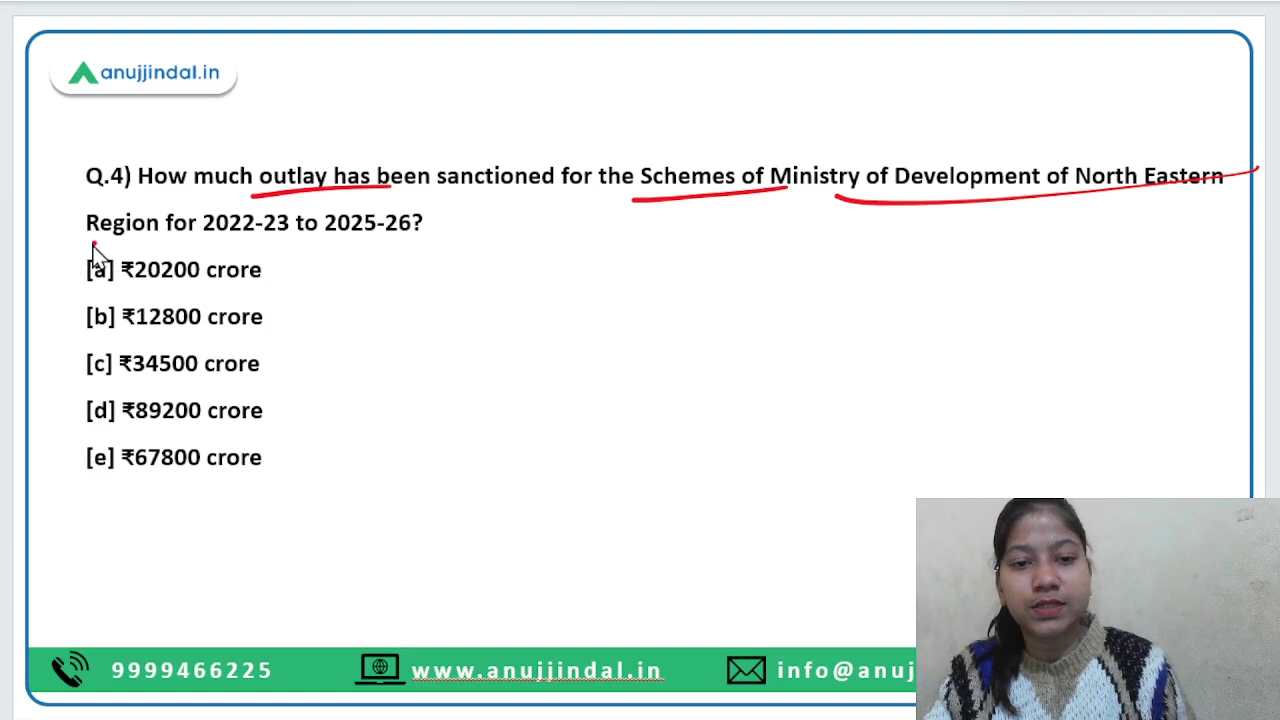 anujjindal.in
Q.4) How much outlay has been sanctioned for the Schemes of Ministry of Development of North Eastern
Region for 2022-23 to 2025-26?
[a] ₹20200 crore
[b] ₹12800 crore
[c] ₹34500 crore
[d] ₹89200 crore
[e] ₹67800 crore
9999466225 www.anujjindal.in info@anuj